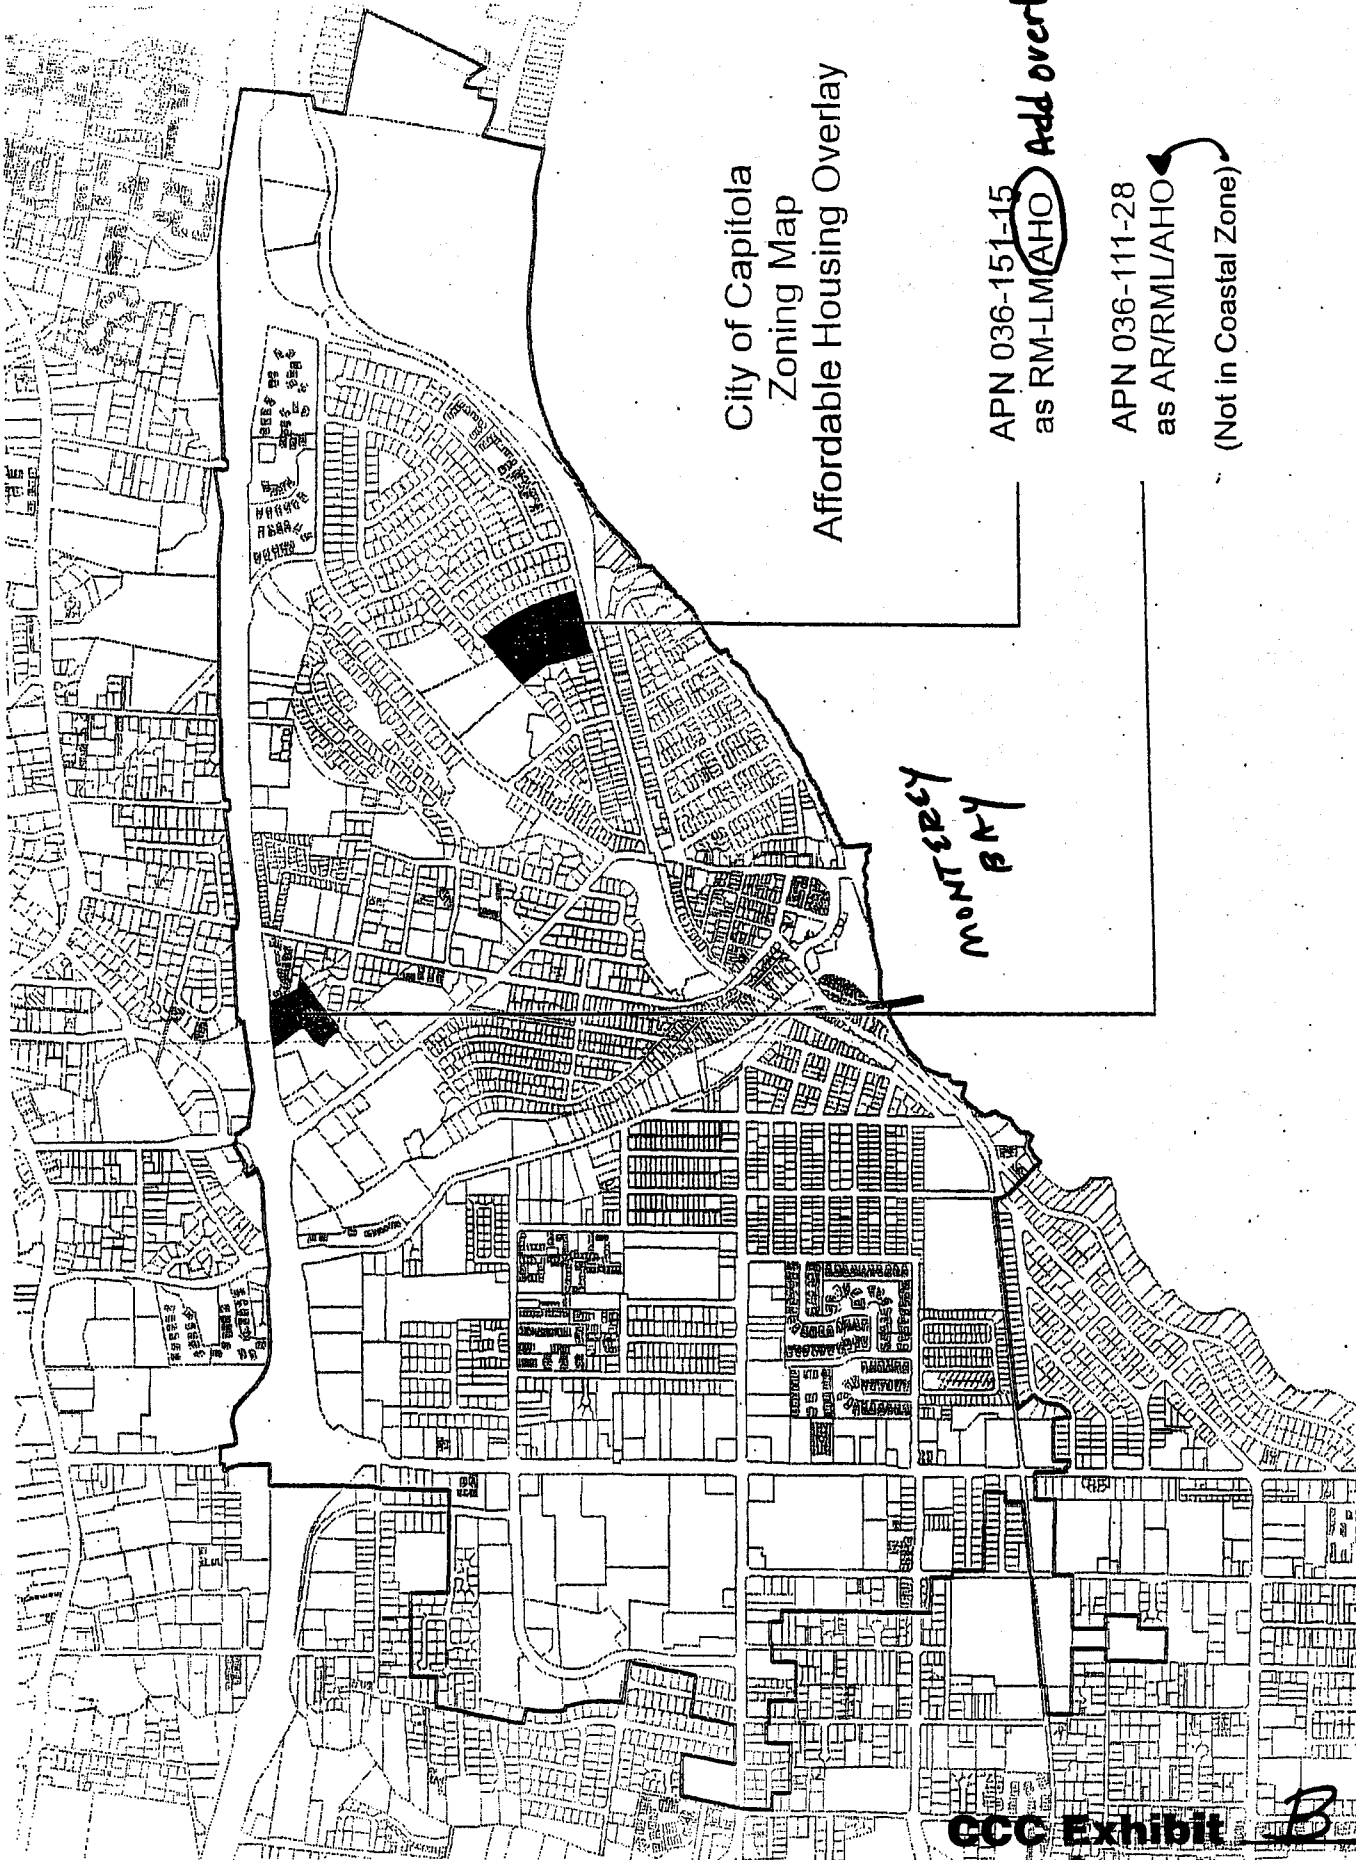 City of Capitola
Zoning Map
Affordable Housing Overlay
APN 036-151-15
as RM-LM/AHO Add
APN 036-111-28
as AR/RML/AHO
(Not in Coastal Zone)
MONTEREY
BAY
CCC Exhibit B